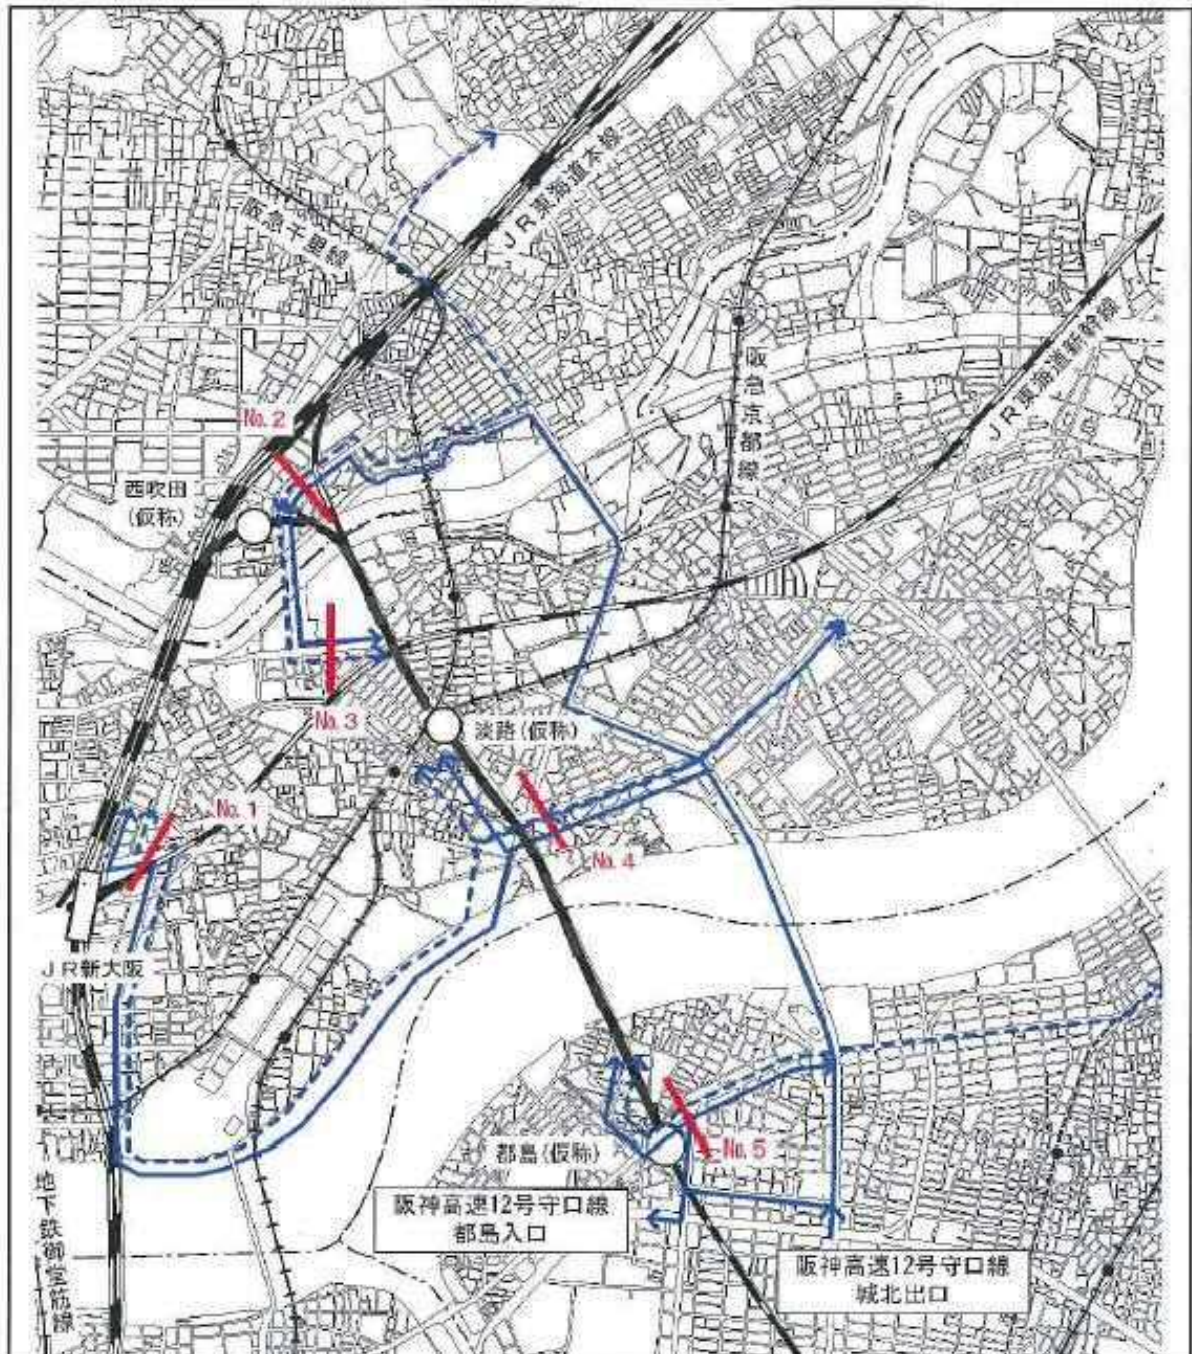 JR東海道本線
阪急千里線
JR東海道新幹線
阪急京都線
No.2
西吹田
(仮称)
No.3
淡路(仮称)
No.1
No.4
JR新大阪
都島(仮称)
No.5
地下鉄御堂筋線
阪神高速12号守口線
都島入口
阪神高速12号守口線
城北出口